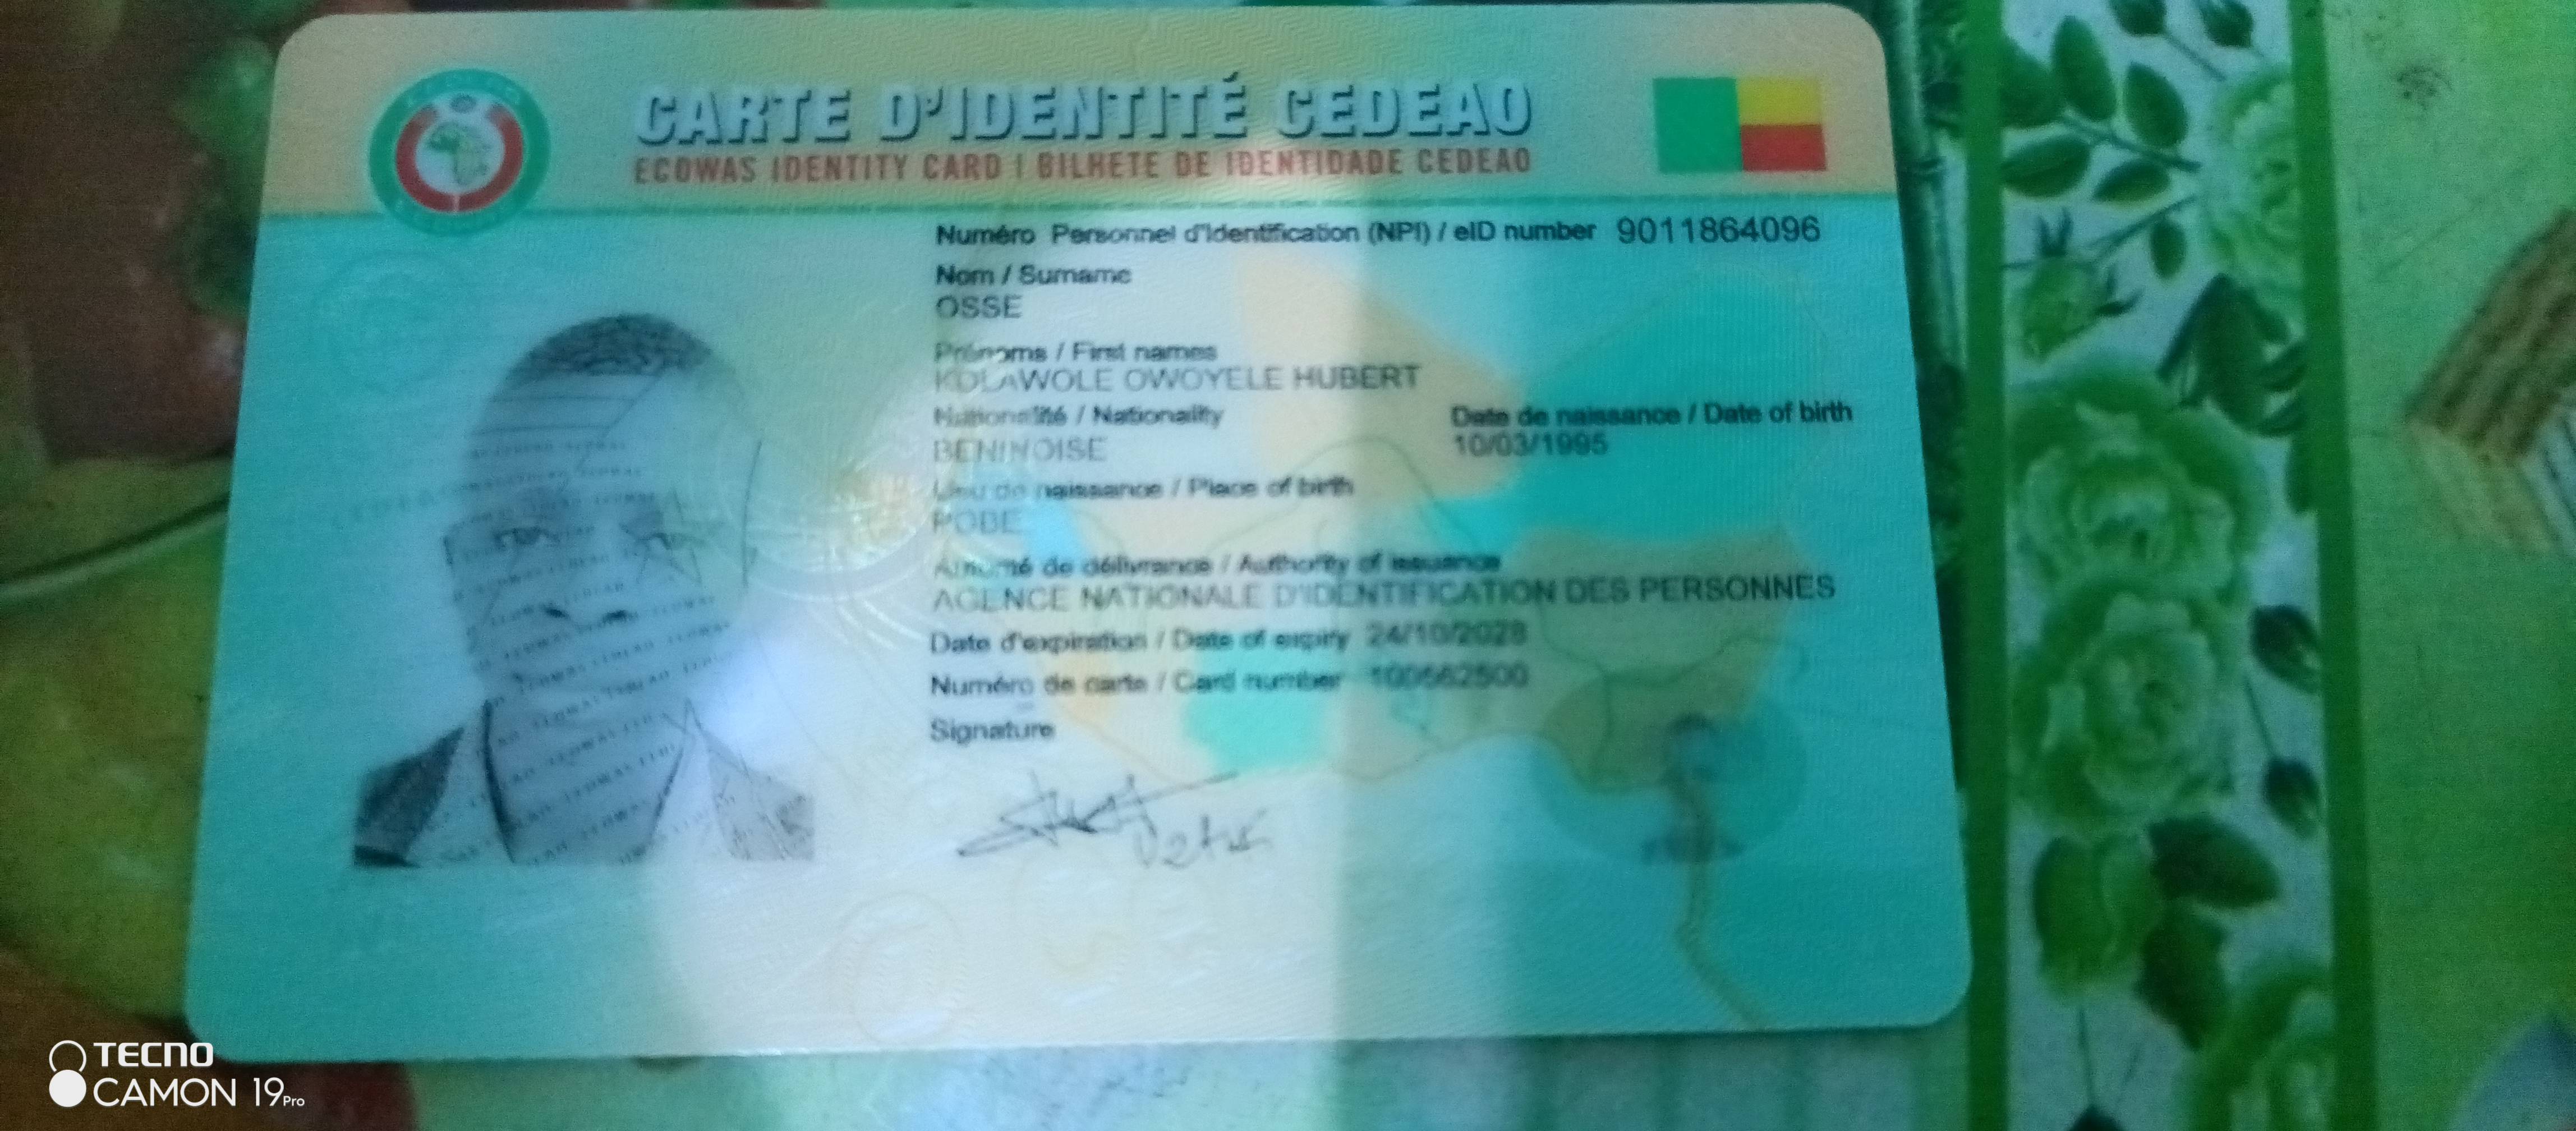 CARTE D'IDENTITÉ CEDEAO
ECOWAS IDENTITY CARD | BILHETE DE IDENTIDADE CEDEAO
Numéro Personnel d'Identification (NPI) / eID number 9011864096
Nom / Surname
OSSE
Prénoms / First names
KOLAWOLE OWOYELE HUBERT
Nationalité / Nationality Date de naissance / Date of birth
BENINOISE 10/03/1995
Lieu de naissance / Place of birth
POBE
Autorité de délivrance / Authority of issuance
AGENCE NATIONALE D'IDENTIFICATION DES PERSONNES
Date d'expiration / Date of expiry 24/10/2028
Numéro de carte / Card number
Signature
TECNO
CAMON 19 Pro